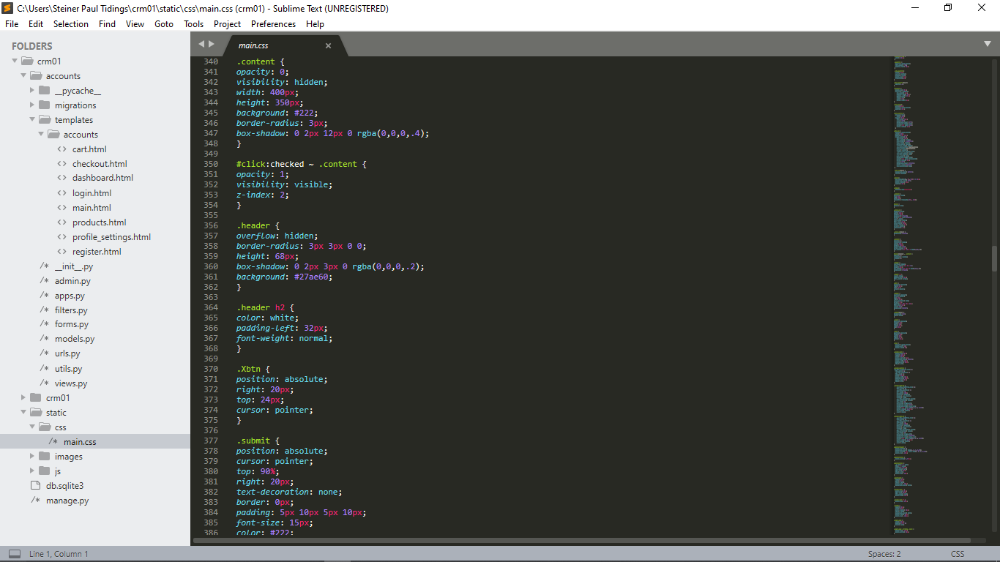 C:\Users\Steiner Paul Tidings\crm01\static\css\main.css (crm01) - Sublime Text (UNREGISTERED)
File Edit Selection Find View Goto Tools Project Preferences Help
FOLDERS
crm01
accounts
__pycache__
migrations
templates
accounts
cart.html
checkout.html
dashboard.html
login.html
main.html
products.html
profile_settings.html
register.html
/* __init__.py
/* admin.py
/* apps.py
/* filters.py
/* forms.py
/* models.py
/* urls.py
/* utils.py
/* views.py
crm01
static
css
/* main.css
images
js
db.sqlite3
/* manage.py
main.css
340 .content {
341 opacity: 0;
342 visibility: hidden;
343 width: 400px;
344 height: 350px;
345 background: #222;
346 border-radius: 3px;
347 box-shadow: 0 2px 12px 0 rgba(0,0,0,.4);
348 }
349
350 #click:checked ~ .content {
351 opacity: 1;
352 visibility: visible;
353 z-index: 2;
354 }
355
356 .header {
357 overflow: hidden;
358 border-radius: 3px 3px 0 0;
359 height: 68px;
360 box-shadow: 0 2px 3px 0 rgba(0,0,0,.2);
361 background: #27ae60;
362 }
363
364 .header h2 {
365 color: white;
366 padding-left: 32px;
367 font-weight: normal;
368 }
369
370 .Xbtn {
371 position: absolute;
372 right: 20px;
373 top: 24px;
374 cursor: pointer;
375 }
376
377 .submit {
378 position: absolute;
379 cursor: pointer;
380 top: 90%;
381 right: 20px;
382 text-decoration: none;
383 border: 0px;
384 padding: 5px 10px 5px 10px;
385 font-size: 15px;
386 color: #222;
Line 1, Column 1
Spaces: 2
CSS